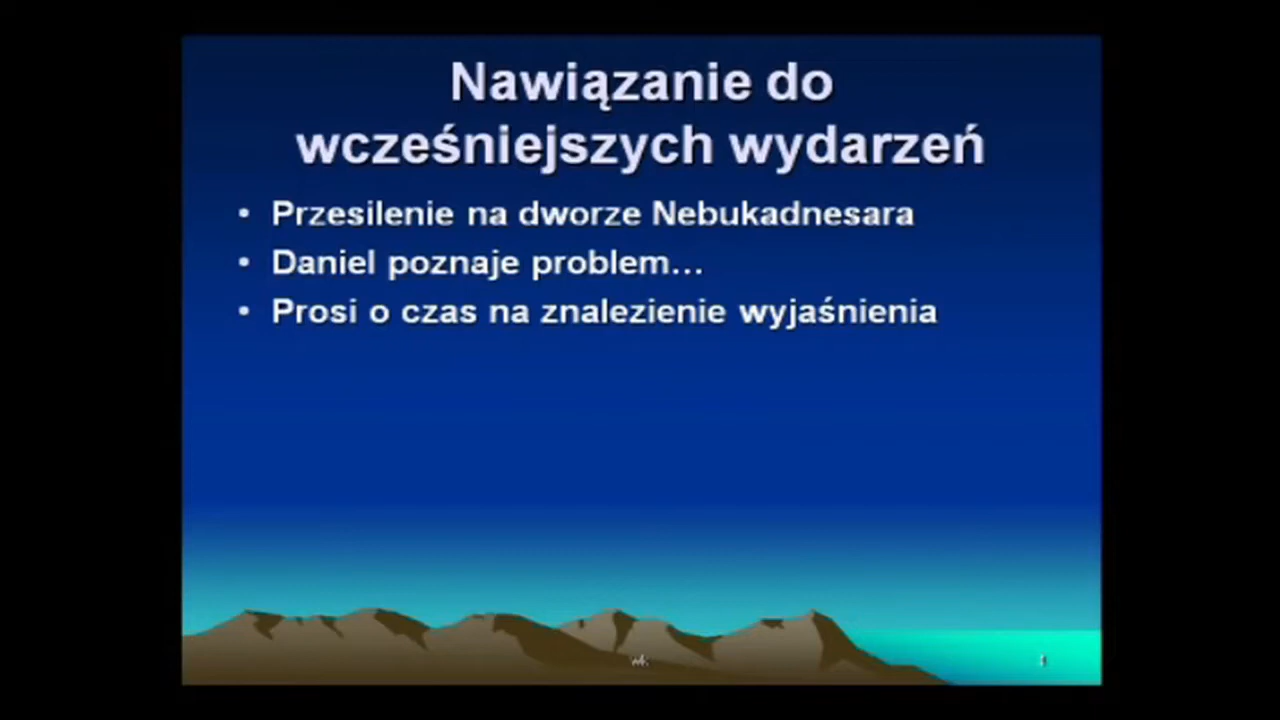 Nawiązanie do
wcześniejszych wydarzeń
• Przesilenie na dworze Nebukadnesara
• Daniel poznaje problem…
• Prosi o czas na znalezienie wyjaśnienia